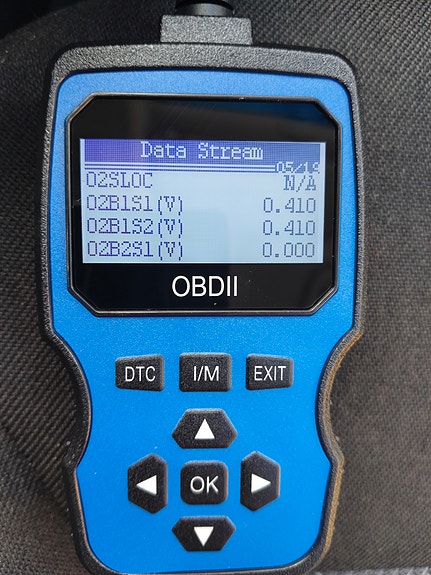 Data Stream
05/19
O2SLOC N/A
O2B1S1(V) 0.410
O2B1S2(V) 0.410
O2B2S1(V) 0.000
OBDII
DTC I/M EXIT
OK